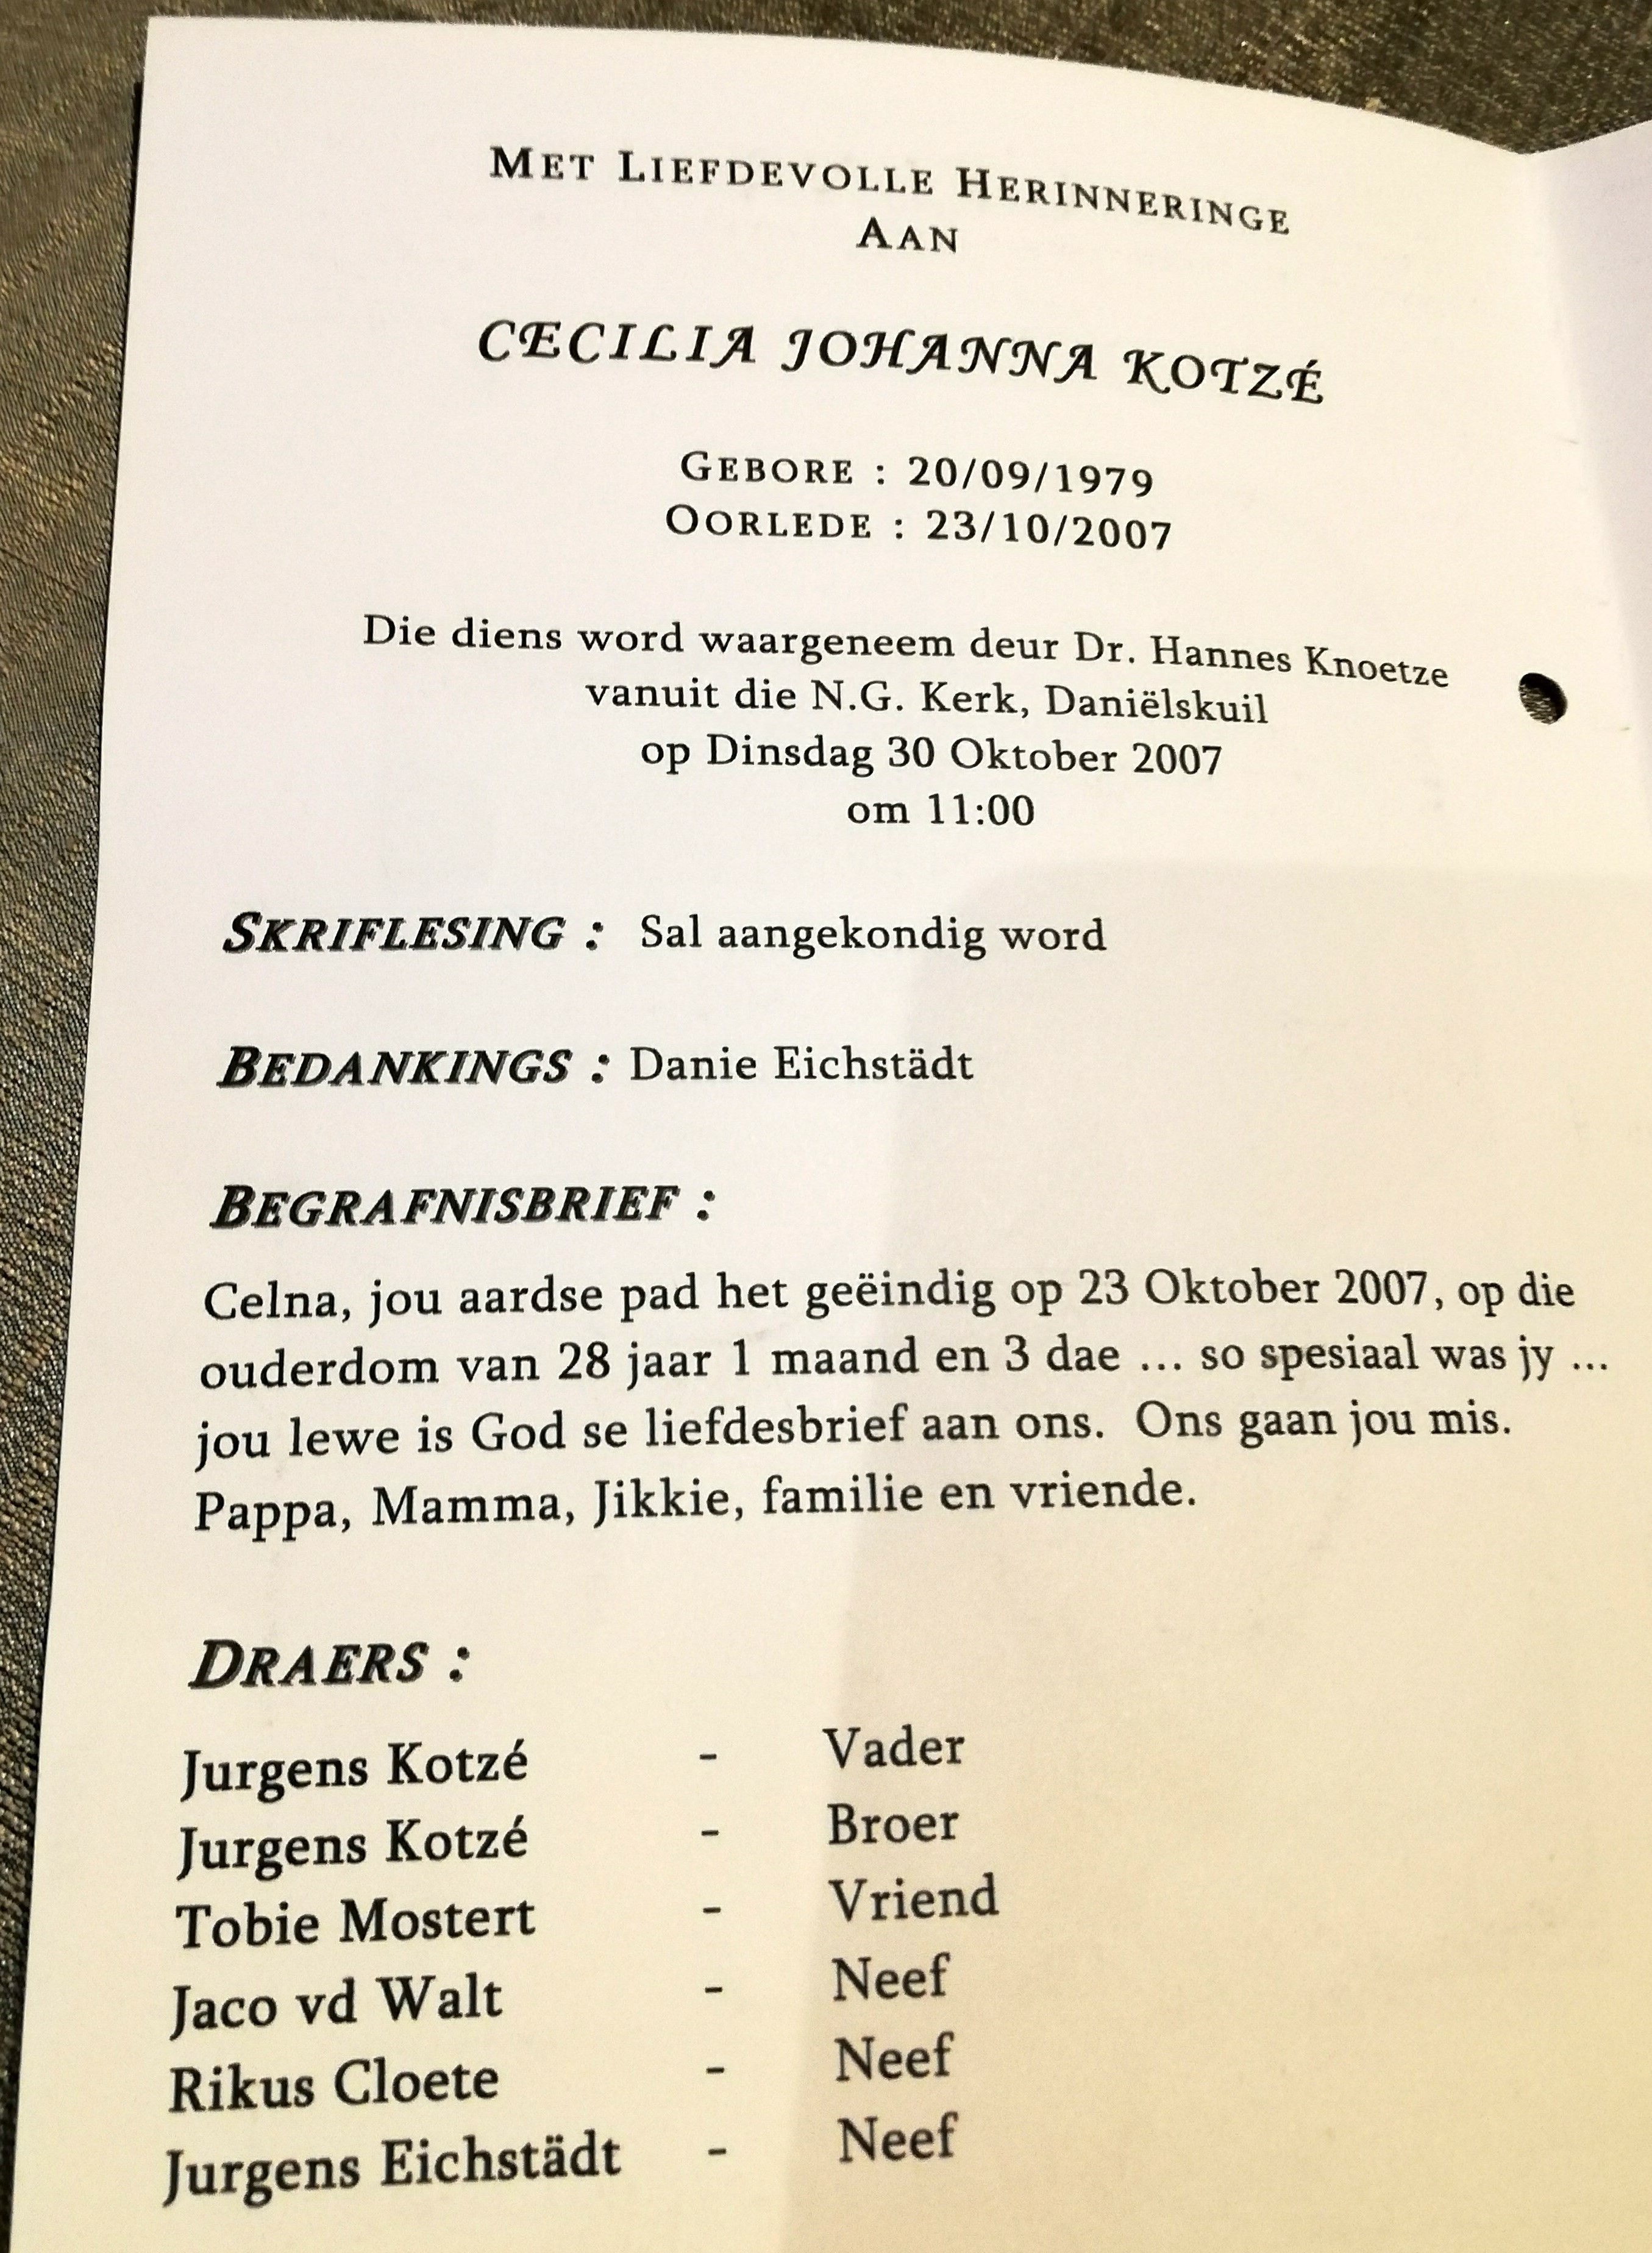 MET LIEFDEVOLLE HERINNERINGE
AAN
CECILIA JOHANNA KOTZÉ
GEBORE : 20/09/1979
OORLEDE : 23/10/2007
Die diens word waargeneem deur Dr. Hannes Knoetze
vanuit die N.G. Kerk, Daniëlskuil
op Dinsdag 30 Oktober 2007
om 11:00
SKRIFLESING : Sal aangekondig word
BEDANKINGS : Danie Eichstädt
BEGRAFNISBRIEF :
Celna, jou aardse pad het geëindig op 23 Oktober 2007, op die
ouderdom van 28 jaar 1 maand en 3 dae ... so spesiaal was jy ...
jou lewe is God se liefdesbrief aan ons. Ons gaan jou mis.
Pappa, Mamma, Jikkie, familie en vriende.
DRAERS :
Jurgens Kotzé - Vader
Jurgens Kotzé - Broer
Tobie Mostert - Vriend
Jaco vd Walt - Neef
Rikus Cloete - Neef
Jurgens Eichstädt - Neef